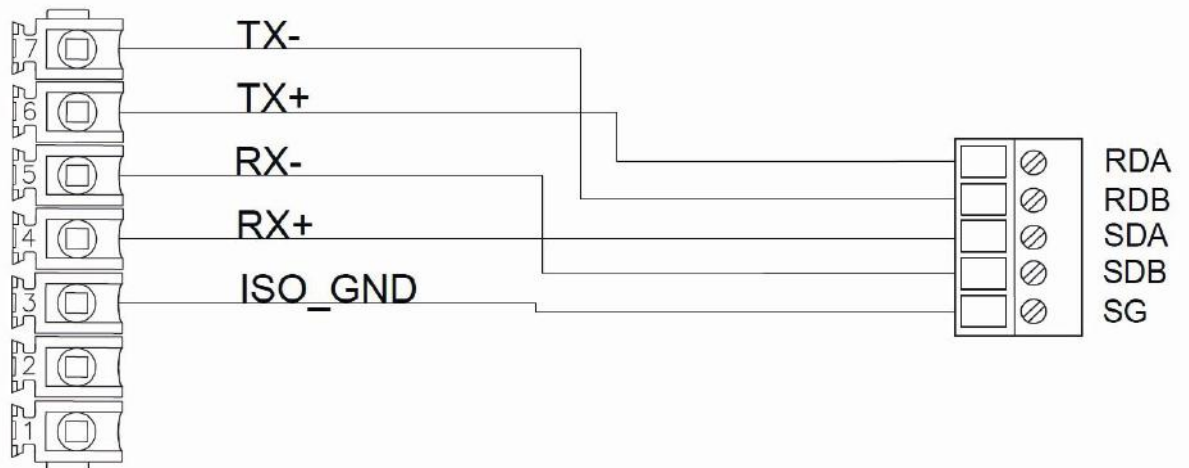 7 TX-
6 TX+
5 RX-
4 RX+
3 ISO_GND
2
1
RDA
RDB
SDA
SDB
SG